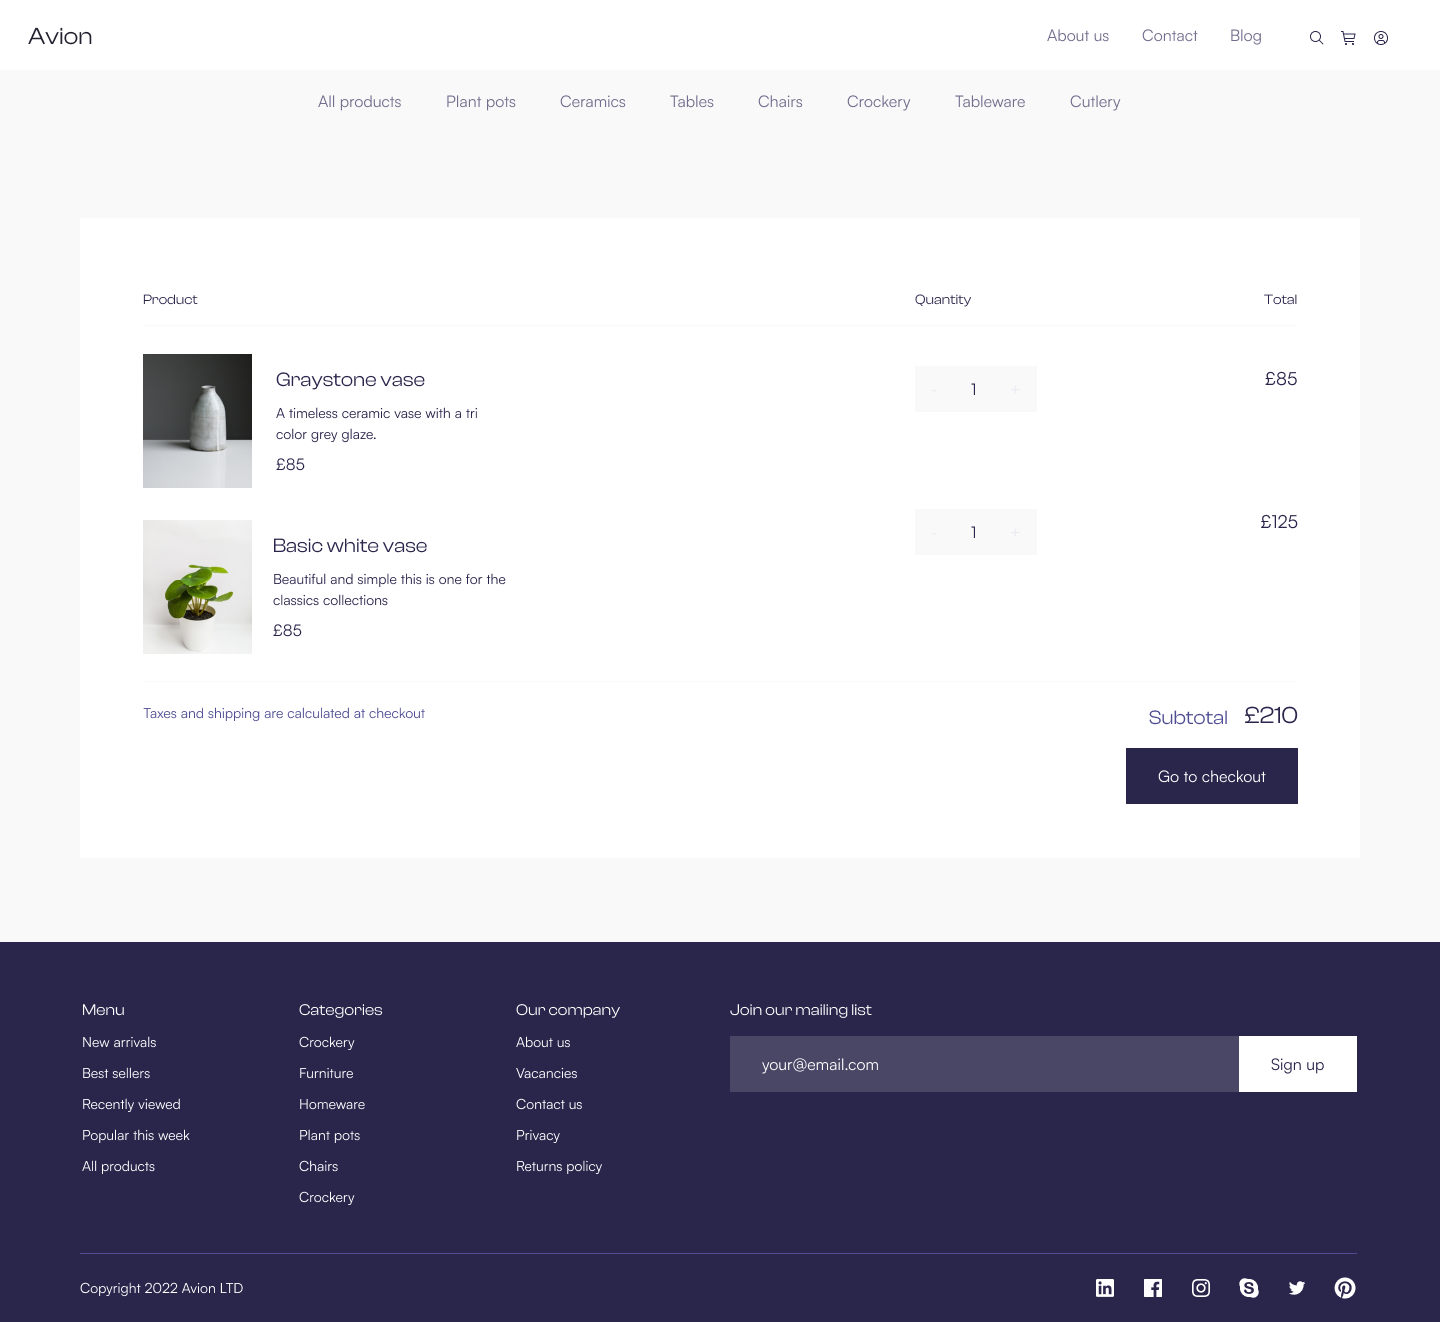 Avion
About us
Contact
Blog
All products
Plant pots
Ceramics
Tables
Chairs
Crockery
Tableware
Cutlery
Product
Quantity
Total
Graystone vase
A timeless ceramic vase with a tri
color grey glaze.
£85
- 1 +
£85
Basic white vase
Beautiful and simple this is one for the
classics collections
£85
- 1 +
£125
Taxes and shipping are calculated at checkout
Subtotal £210
Go to checkout
Menu
New arrivals
Best sellers
Recently viewed
Popular this week
All products
Categories
Crockery
Furniture
Homeware
Plant pots
Chairs
Crockery
Our company
About us
Vacancies
Contact us
Privacy
Returns policy
Join our mailing list
your@email.com
Sign up
Copyright 2022 Avion LTD